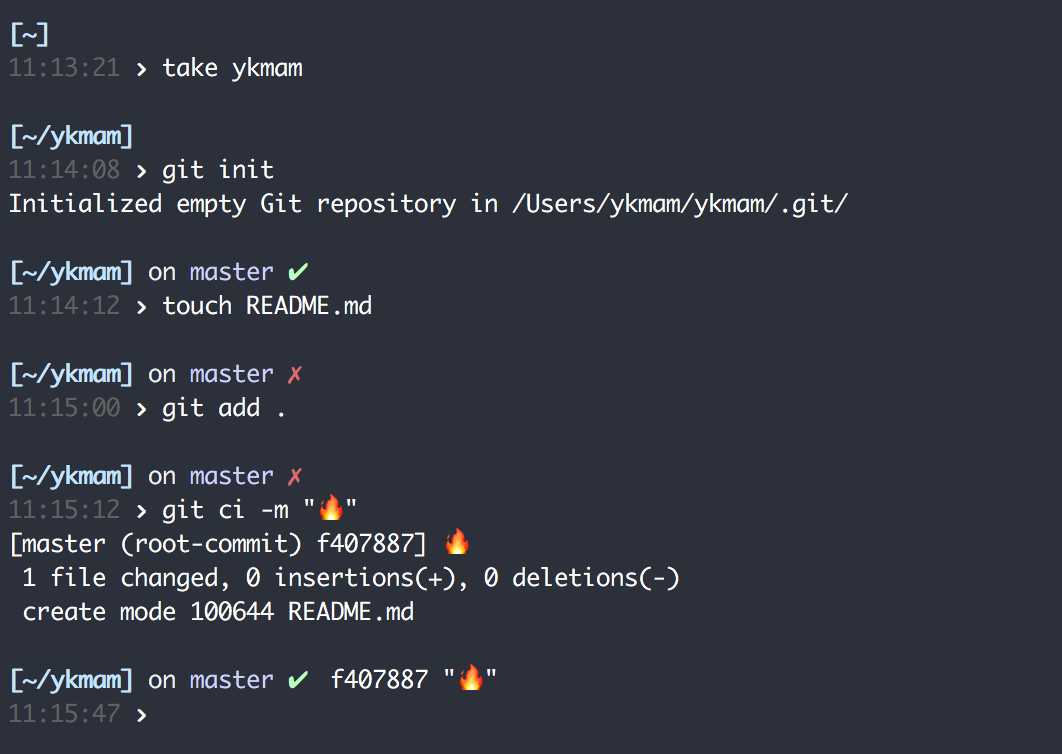 [~]
11:13:21 › take ykmam
[~/ykmam]
11:14:08 › git init
Initialized empty Git repository in /Users/ykmam/ykmam/.git/
[~/ykmam] on master ✔
11:14:12 › touch README.md
[~/ykmam] on master ✗
11:15:00 › git add .
[~/ykmam] on master ✗
11:15:12 › git ci -m "🔥"
[master (root-commit) f407887] 🔥
 1 file changed, 0 insertions(+), 0 deletions(-)
 create mode 100644 README.md
[~/ykmam] on master ✔ f407887 "🔥"
11:15:47 ›